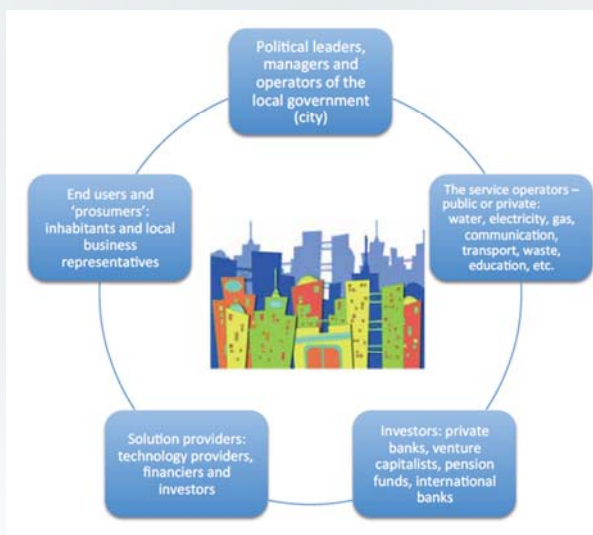 Political leaders,
managers and
operators of the
local government
(city)
The service operators –
public or private:
water, electricity, gas,
communication,
transport, waste,
education, etc.
Investors: private
banks, venture
capitalists, pension
funds, international
banks
Solution providers:
technology providers,
financiers and
investors
End users and
‘prosumers’:
inhabitants and local
business
representatives